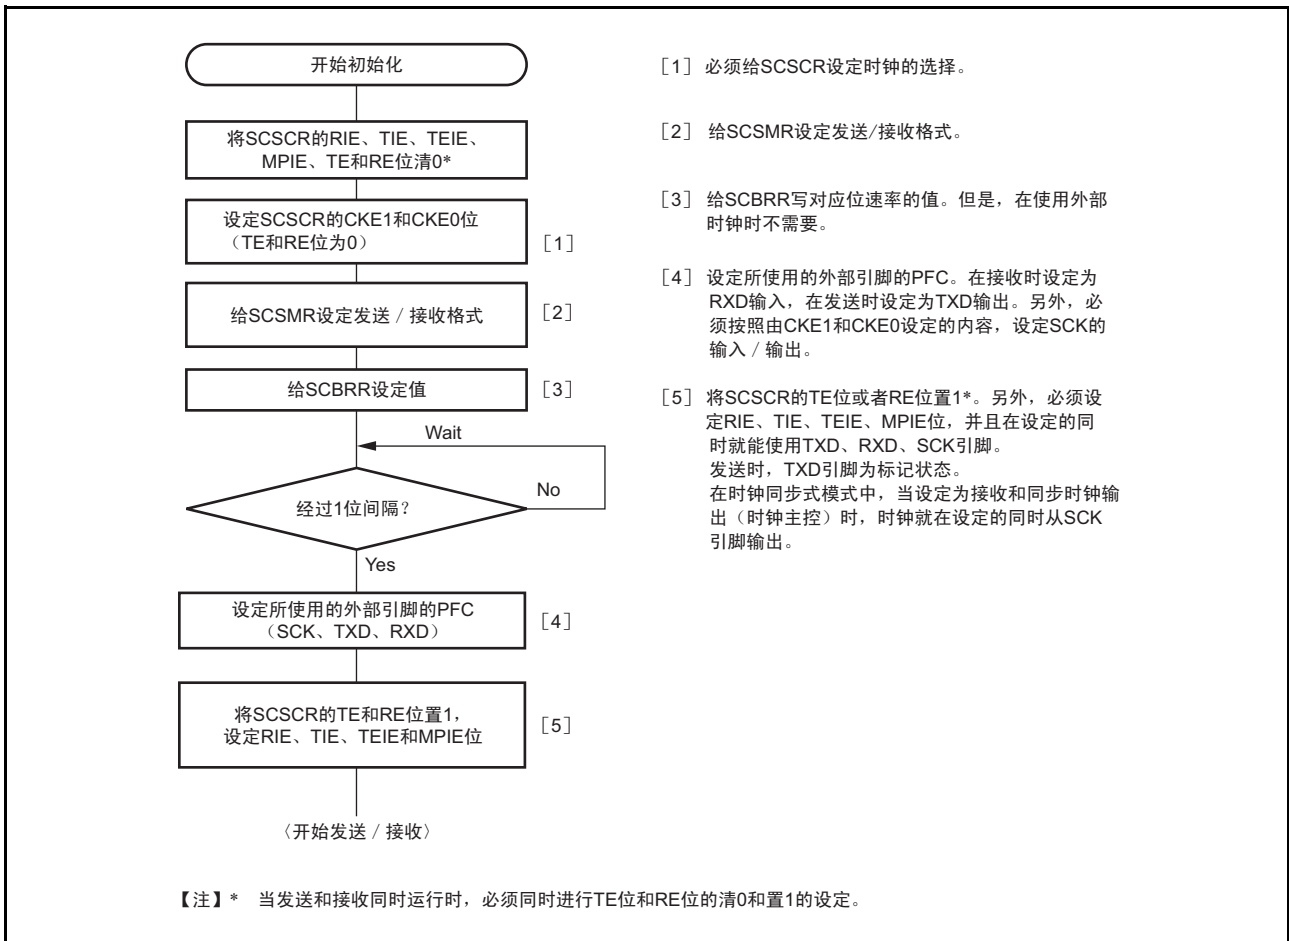 开始初始化
将SCSCR的RIE、TIE、TEIE、
MPIE、TE和RE位清0*
设定SCSCR的CKE1和CKE0位
（TE和RE位为0）
[1]
给SCSMR设定发送 / 接收格式
[2]
给SCBRR设定值
[3]
Wait
经过1位间隔？
No
Yes
设定所使用的外部引脚的PFC
（SCK、TXD、RXD）
[4]
将SCSCR的TE和RE位置1，
设定RIE、TIE、TEIE和MPIE位
[5]
〈开始发送 / 接收〉
[1] 必须给SCSCR设定时钟的选择。
[2] 给SCSMR设定发送/接收格式。
[3] 给SCBRR写对应位速率的值。但是，在使用外部
时钟时不需要。
[4] 设定所使用的外部引脚的PFC。在接收时设定为
RXD输入，在发送时设定为TXD输出。另外，必
须按照由CKE1和CKE0设定的内容，设定SCK的
输入 / 输出。
[5] 将SCSCR的TE位或者RE位置1*。另外，必须设
定RIE、TIE、TEIE、MPIE位，并且在设定的同
时就能使用TXD、RXD、SCK引脚。
发送时，TXD引脚为标记状态。
在时钟同步式模式中，当设定为接收和同步时钟输
出（时钟主控）时，时钟就在设定的同时从SCK
引脚输出。
【注】* 当发送和接收同时运行时，必须同时进行TE位和RE位的清0和置1的设定。